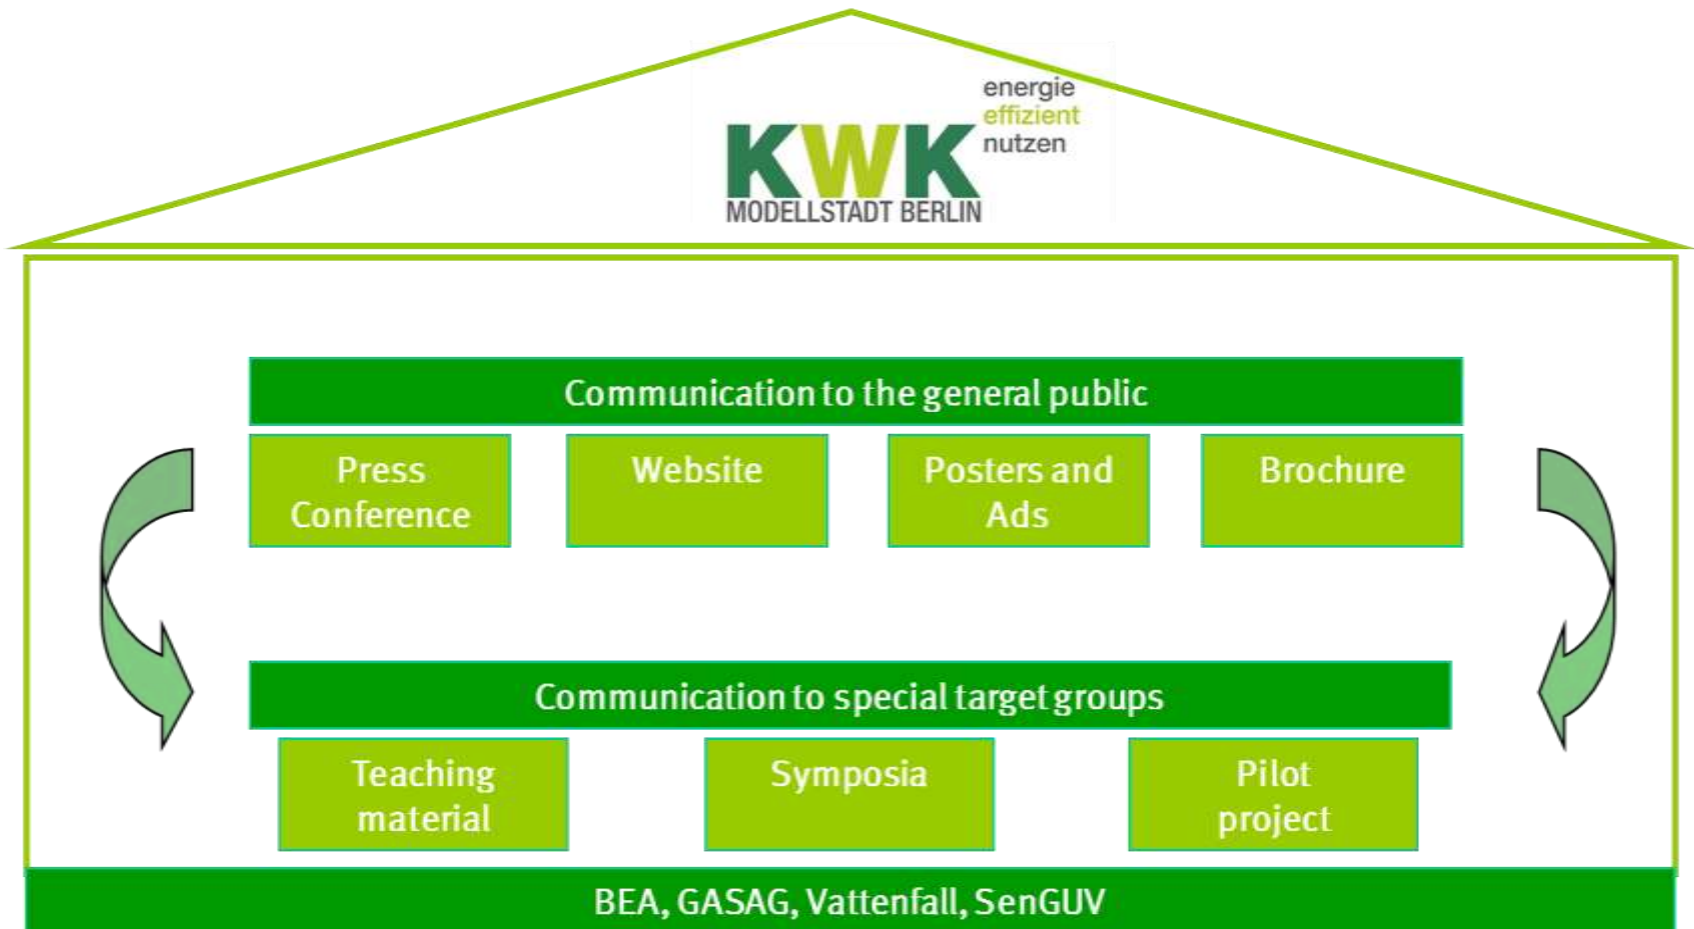 energie
effizient
nutzen
KWK
MODELLSTADT BERLIN
Communication to the general public
Press
Conference
Website
Posters and
Ads
Brochure
Communication to special target groups
Teaching
material
Symposia
Pilot
project
BEA, GASAG, Vattenfall, SenGUV